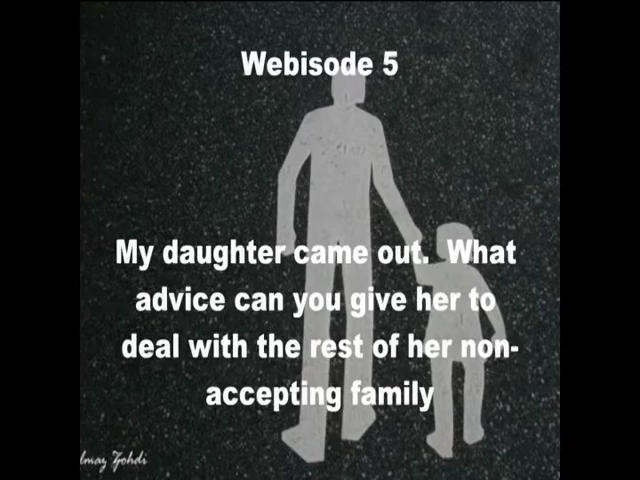 Webisode 5
My daughter came out.  What
advice can you give her to
deal with the rest of her non-
accepting family
Zohdi